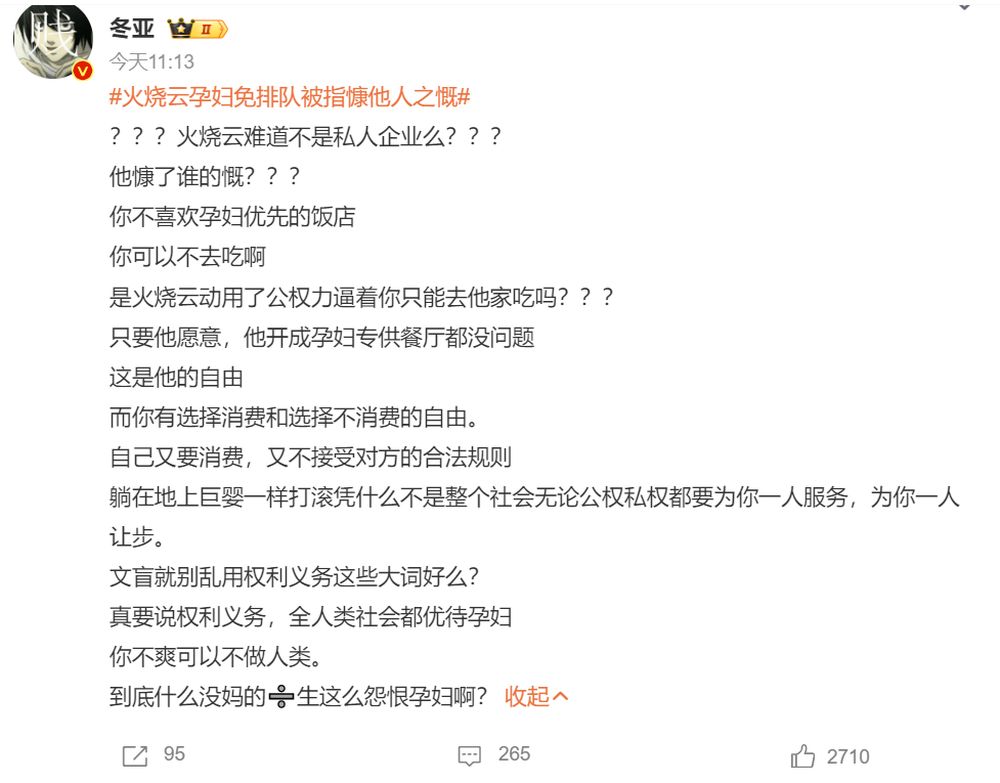 贱
冬亚 II
V
今天11:13
#火烧云孕妇免排队被指慷他人之慨#
？？？火烧云难道不是私人企业么？？？
他慷了谁的慨？？？
你不喜欢孕妇优先的饭店
你可以不去吃啊
是火烧云动用了公权力逼着你只能去他家吃吗？？？
只要他愿意，他开成孕妇专供餐厅都没问题
这是他的自由
而你有选择消费和选择不消费的自由。
自己又要消费，又不接受对方的合法规则
躺在地上巨婴一样打滚凭什么不是整个社会无论公权私权都要为你一人服务，为你一人
让步。
文盲就别乱用权利义务这些大词好么？
真要说权利义务，全人类社会都优待孕妇
你不爽可以不做人类。
到底什么没妈的➗生这么怨恨孕妇啊？ 收起
95 265 2710